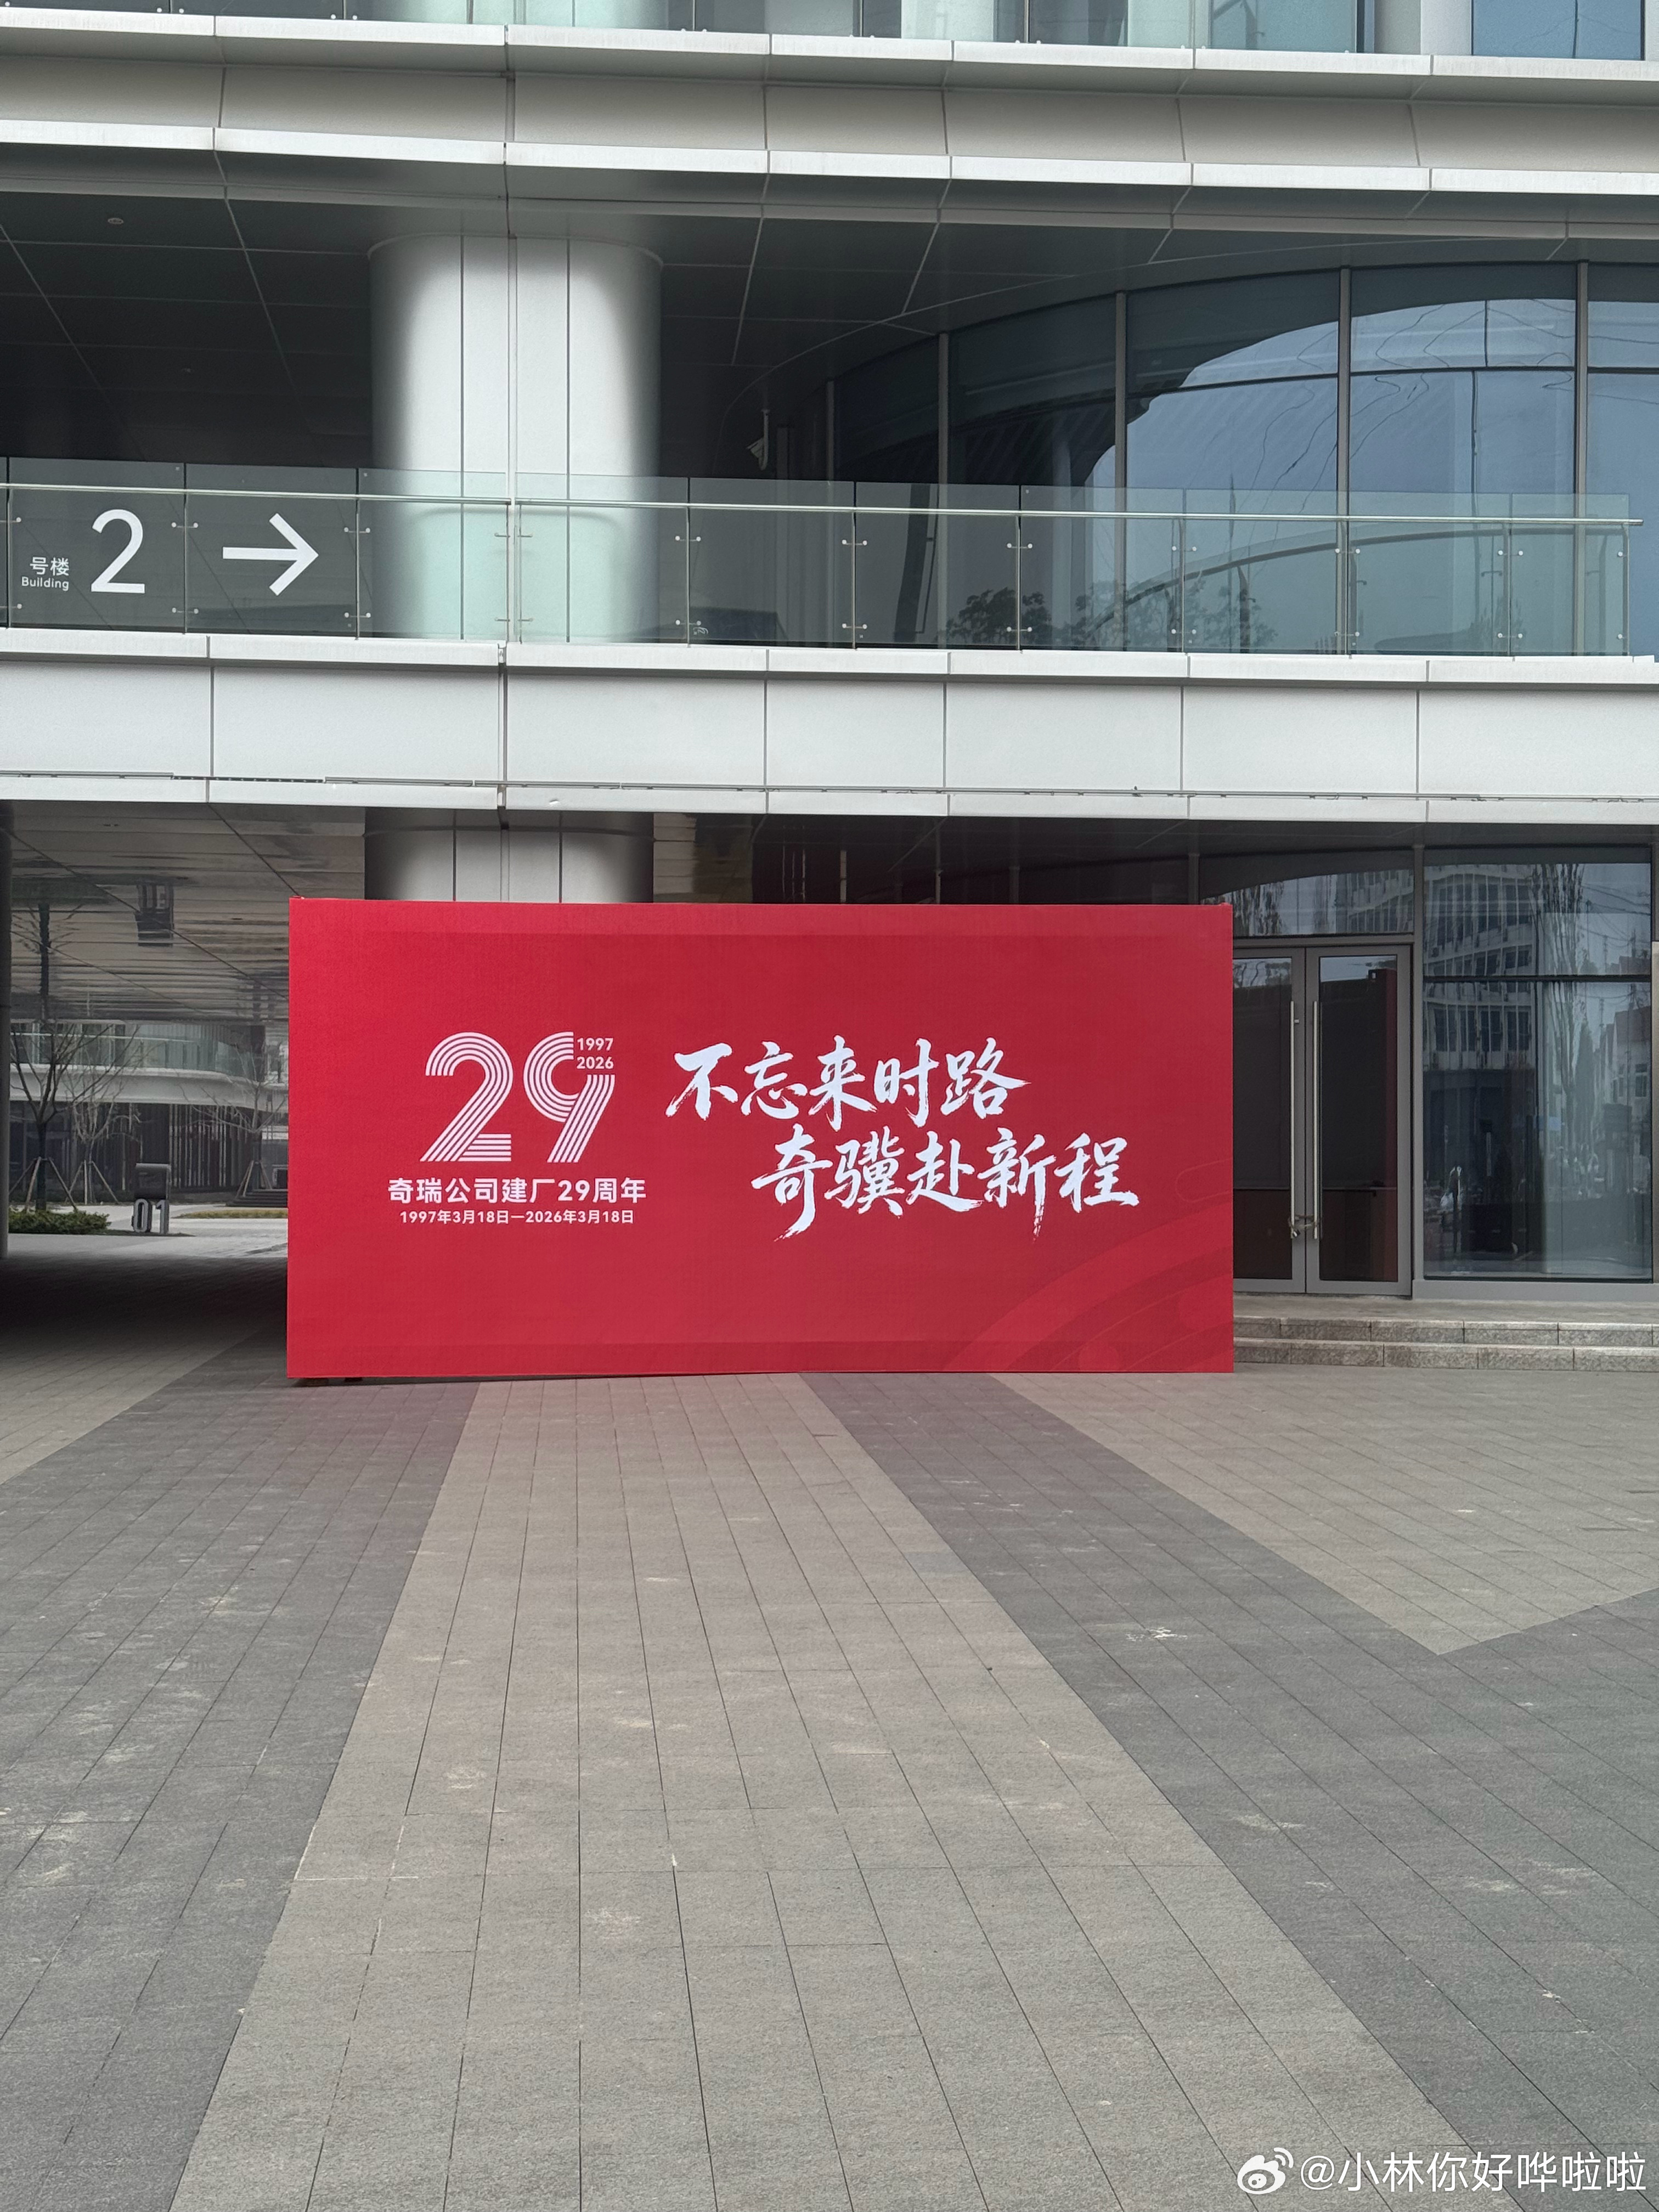 号楼
Building
2
29
1997
2026
奇瑞公司建厂29周年
1997年3月18日—2026年3月18日
不忘来时路
奇骥赴新程
01
@小林你好哗啦啦